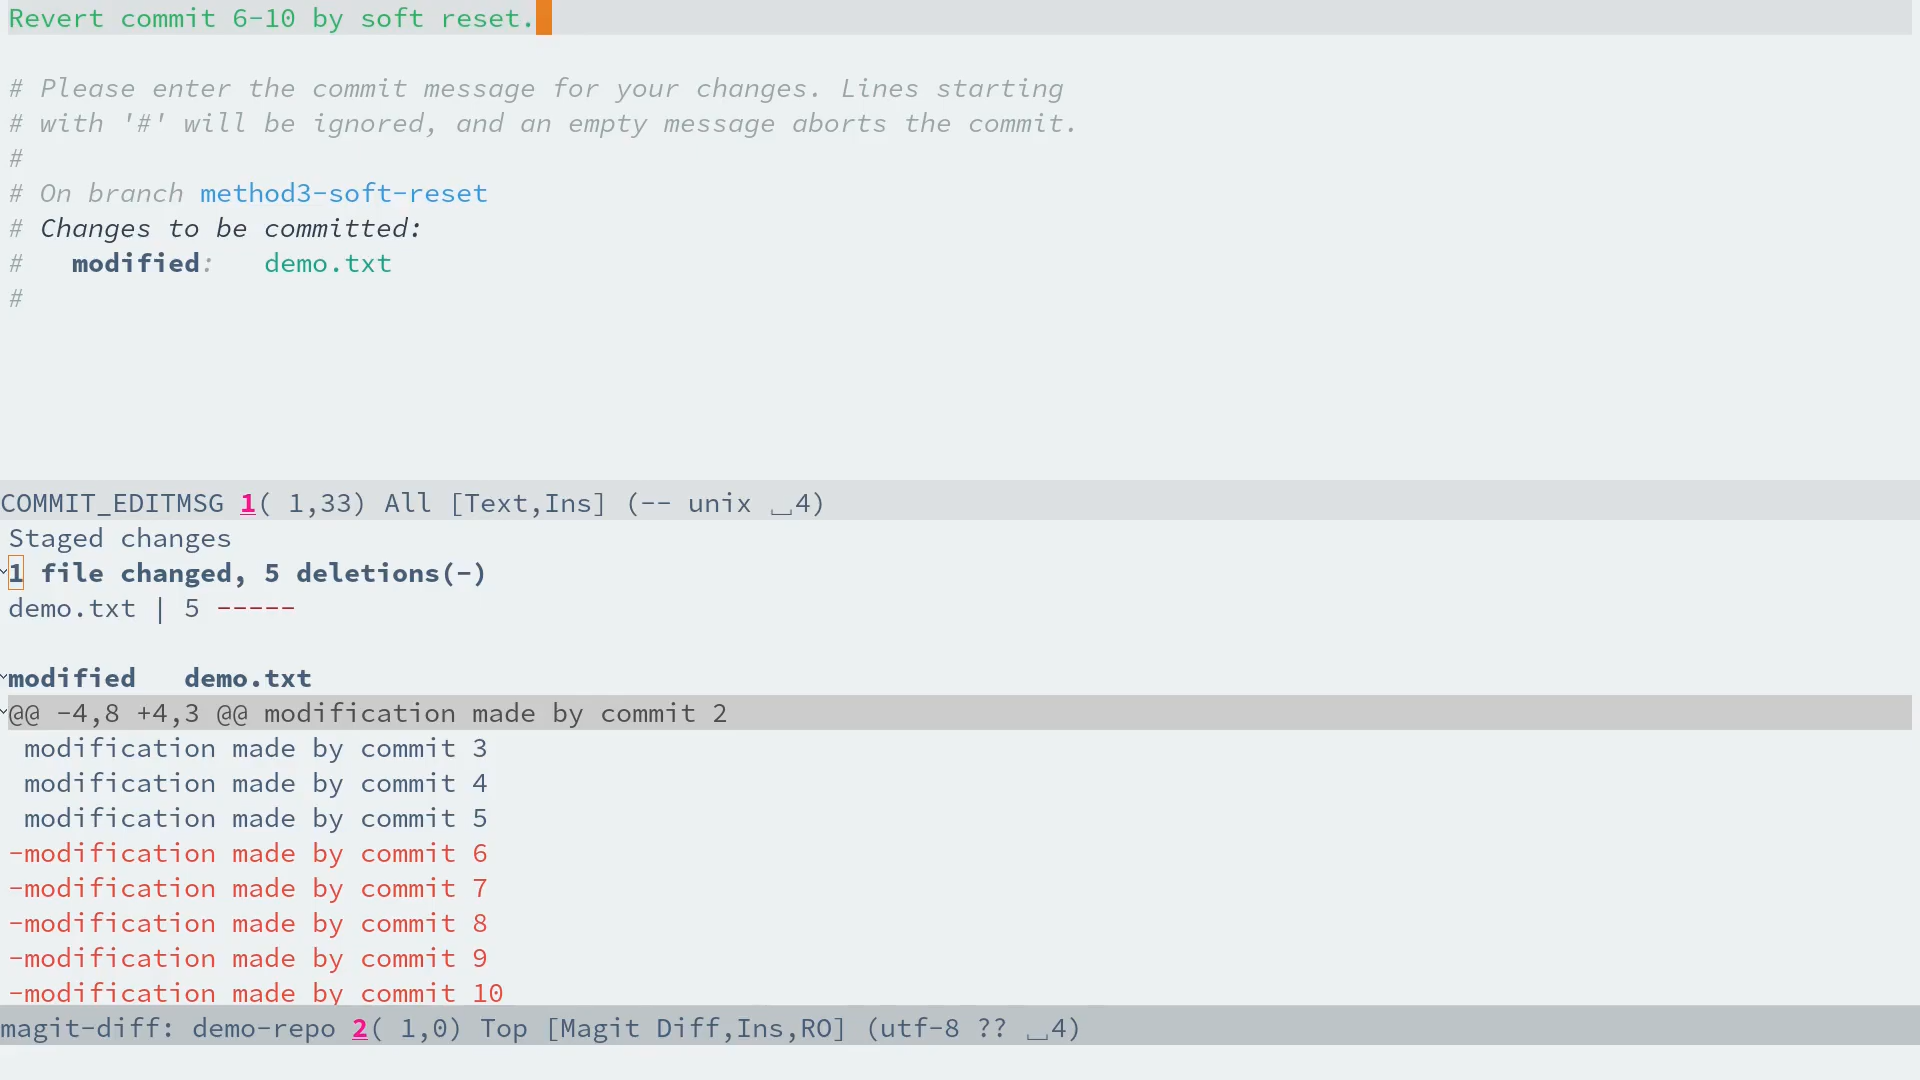 Revert commit 6-10 by soft reset.
# Please enter the commit message for your changes. Lines starting
# with '#' will be ignored, and an empty message aborts the commit.
#
# On branch method3-soft-reset
# Changes to be committed:
#   modified:   demo.txt
#
COMMIT_EDITMSG 1( 1,33) All [Text,Ins] (-- unix ⎵4)
Staged changes
1 file changed, 5 deletions(-)
demo.txt | 5 -----
modified   demo.txt
@@ -4,8 +4,3 @@ modification made by commit 2
 modification made by commit 3
 modification made by commit 4
 modification made by commit 5
-modification made by commit 6
-modification made by commit 7
-modification made by commit 8
-modification made by commit 9
-modification made by commit 10
magit-diff: demo-repo 2( 1,0) Top [Magit Diff,Ins,RO] (utf-8 ?? ⎵4)